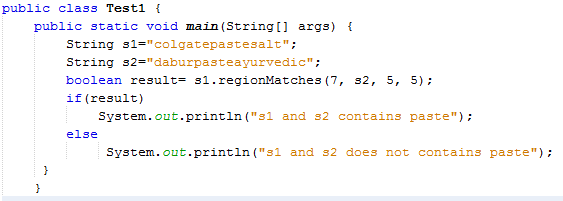 public class Test1 {
public static void main(String[] args) {
String s1="colgatepastesalt";
String s2="daburpasteayurvedic";
boolean result= s1.regionMatches(7, s2, 5, 5);
if(result)
System.out.println("s1 and s2 contains paste");
else
System.out.println("s1 and s2 does not contains paste");
}
}